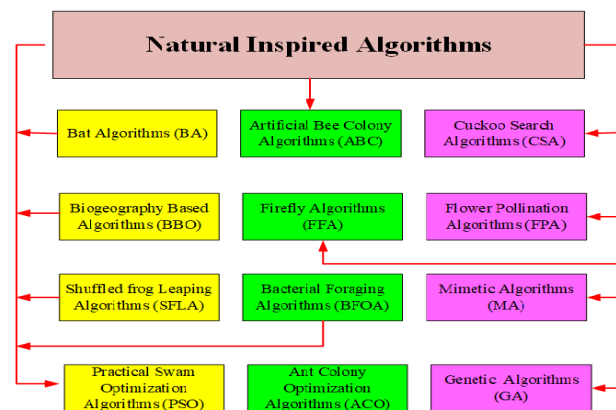 Natural Inspired Algorithms
Bat Algorithms (BA)
Artificial Bee Colony
Algorithms (ABC)
Cuckoo Search
Algorithms (CSA)
Biogeography Based
Algorithms (BBO)
Firefly Algorithms
(FFA)
Flower Pollination
Algorithms (FPA)
Shuffled frog Leaping
Algorithms (SFLA)
Bacterial Foraging
Algorithms (BFOA)
Mimetic Algorithms
(MA)
Practical Swam
Optimization
Algorithms (PSO)
Ant Colony
Optimization
Algorithms (ACO)
Genetic Algorithms
(GA)